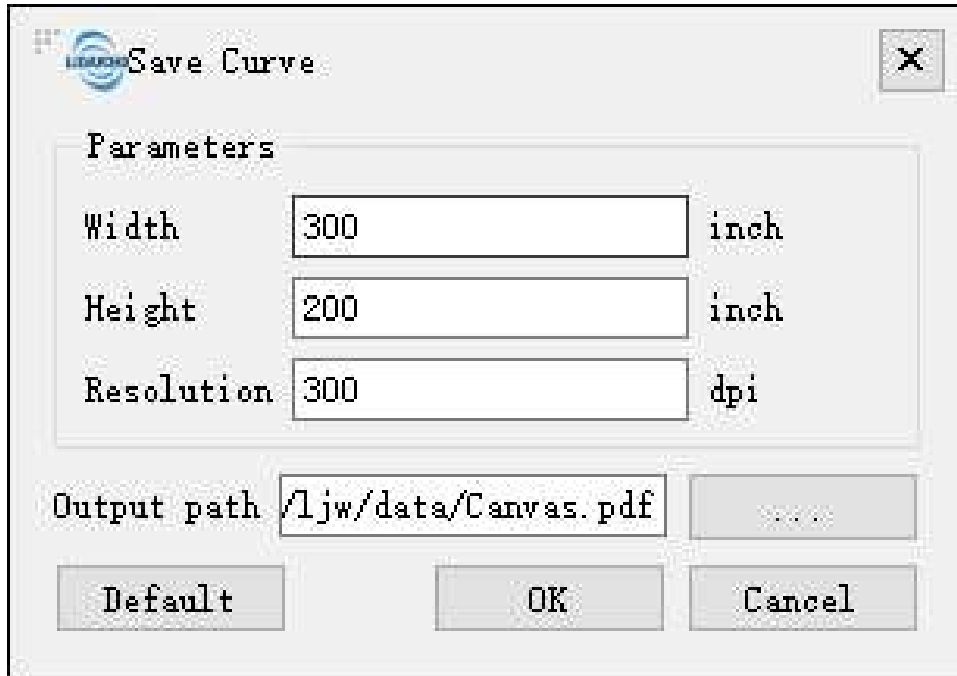 Save Curve
Parameters
Width 300 inch
Height 200 inch
Resolution 300 dpi
Output path /ljw/data/Canvas.pdf ...
Default OK Cancel